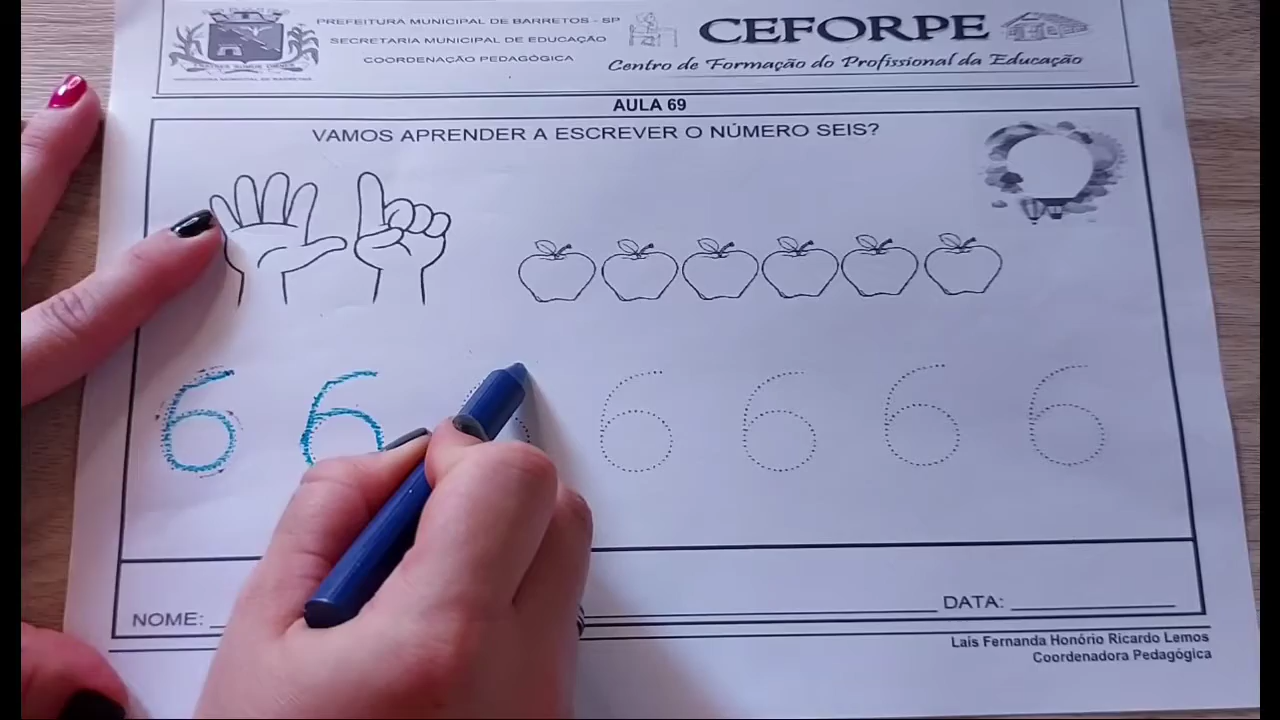 PREFEITURA MUNICIPAL DE BARRETOS - SP
SECRETARIA MUNICIPAL DE EDUCAÇÃO
COORDENAÇÃO PEDAGÓGICA
CEFORPE
Centro de Formação do Profissional da Educação
AULA 69
VAMOS APRENDER A ESCREVER O NÚMERO SEIS?
6 6 6 6 6 6
NOME: DATA:
Laís Fernanda Honório Ricardo Lemos
Coordenadora Pedagógica